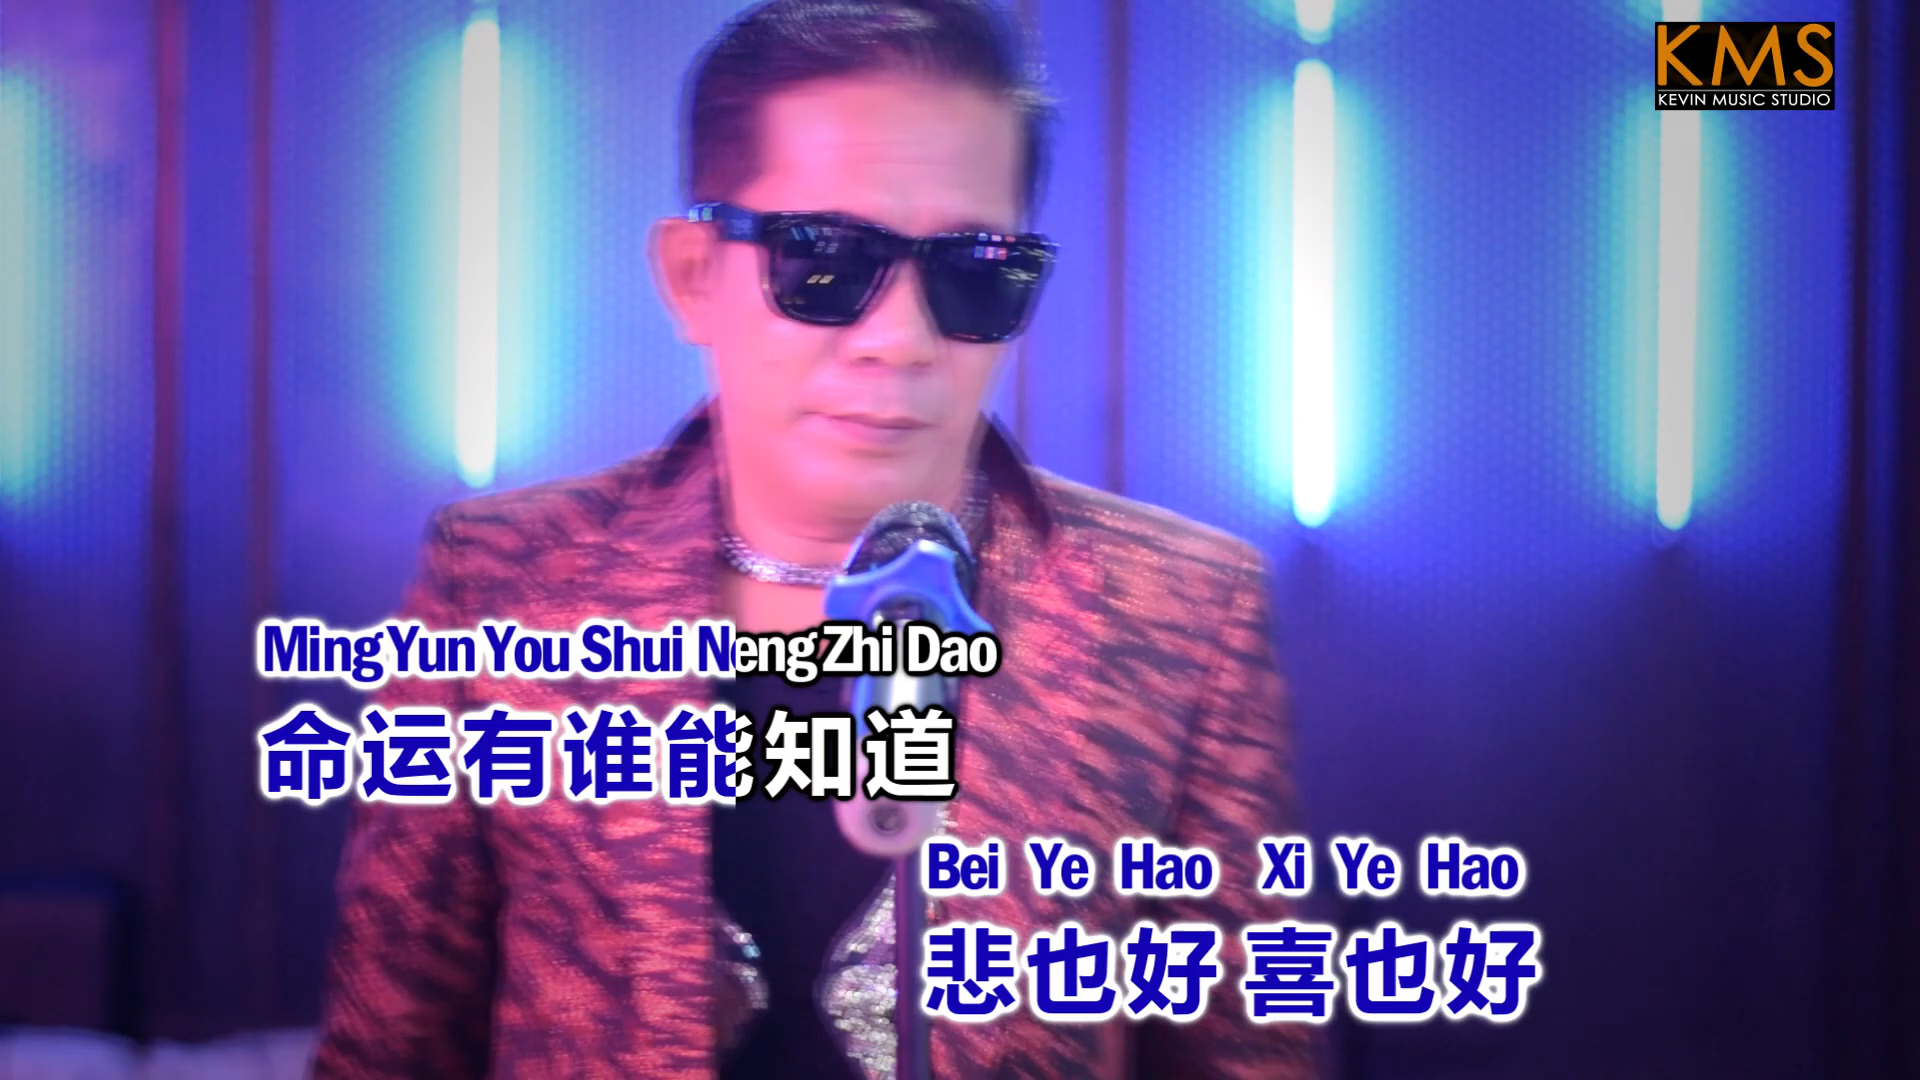 KMS
KEVIN MUSIC STUDIO
Ming Yun You Shui Neng Zhi Dao
命运有谁能知道
Bei Ye Hao Xi Ye Hao
悲也好 喜也好